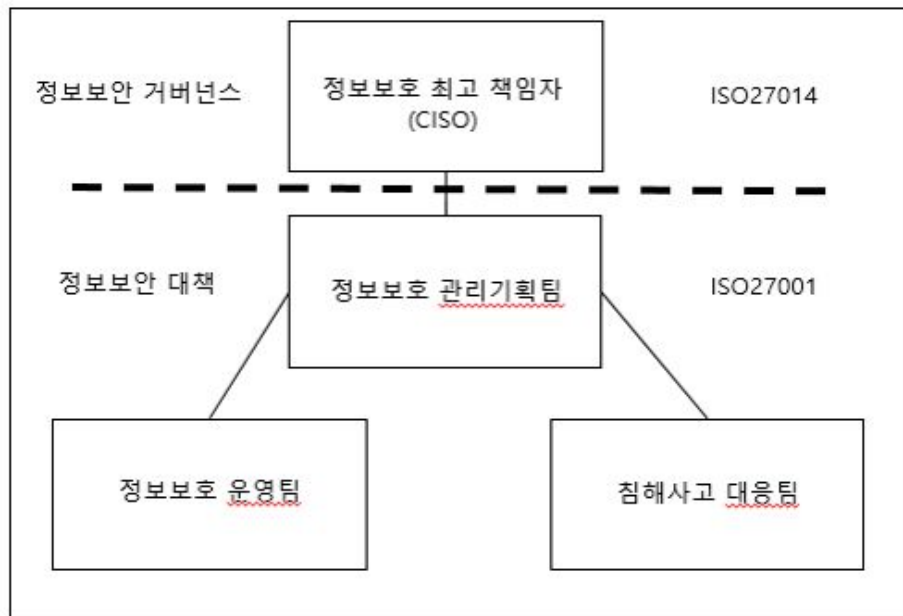 정보보안 거버넌스
정보보호 최고 책임자
(CISO)
ISO27014
정보보안 대책
정보보호 관리기획팀
ISO27001
정보보호 운영팀
침해사고 대응팀